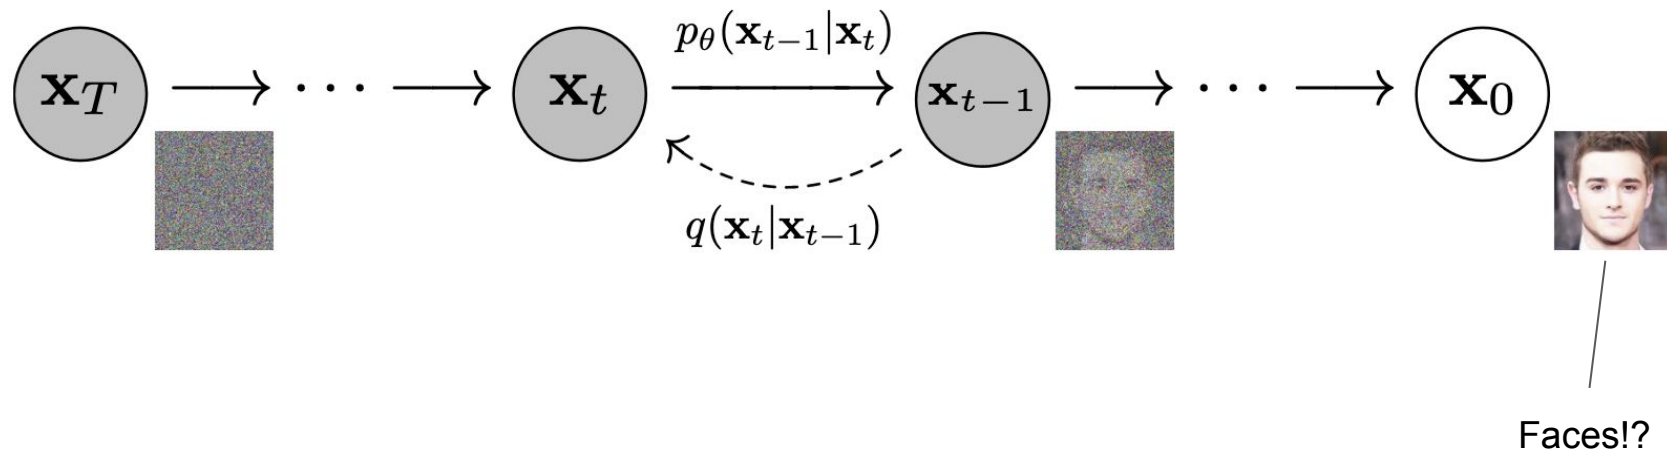 p_θ(x_{t−1}|x_t)
x_T → ··· → x_t → x_{t−1} → ··· → x_0
q(x_t|x_{t−1})
Faces!?